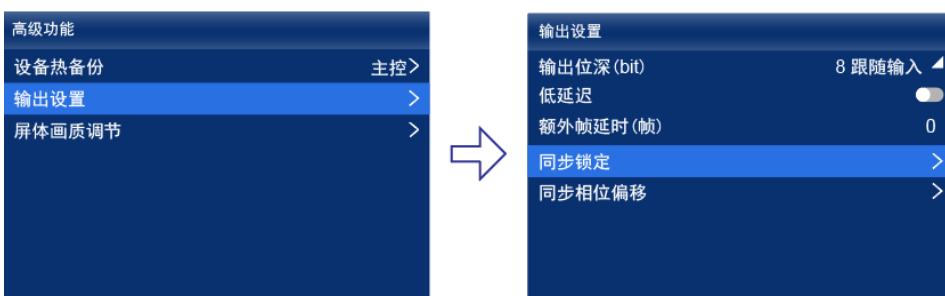 高级功能
设备热备份 主控>
输出设置 >
屏体画质调节 >
输出设置
输出位深(bit) 8 跟随输入
低延迟
额外帧延时(帧) 0
同步锁定 >
同步相位偏移 >